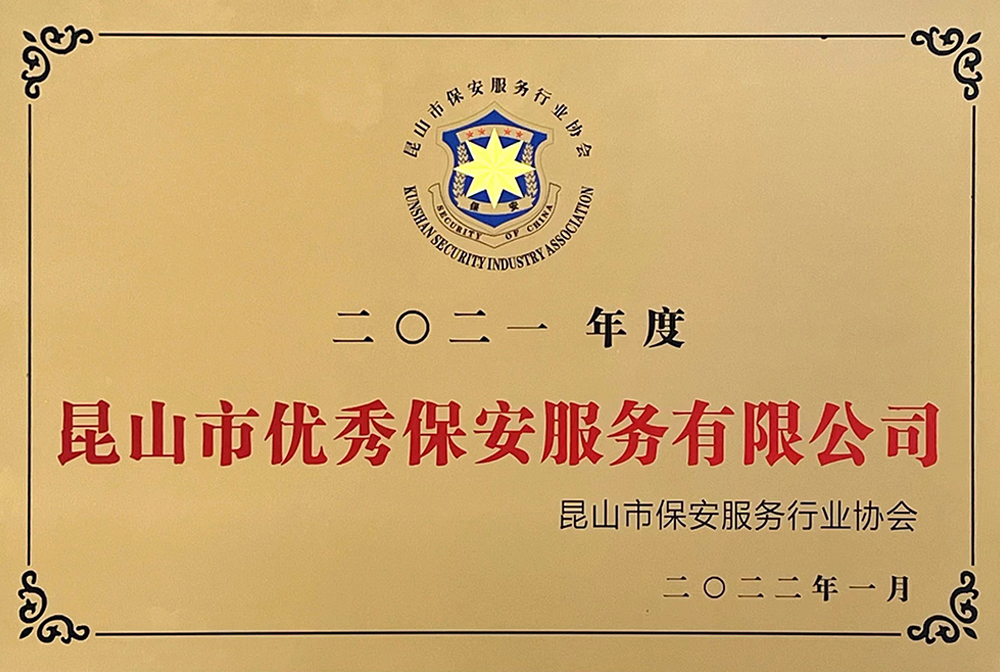 昆山市保安服务行业协会
保 安
SECURITY OF CHINA
KUNSHAN SECURITY INDUSTRY ASSOCIATION
二〇二一 年度
昆山市优秀保安服务有限公司
昆山市保安服务行业协会
二〇二二年一月